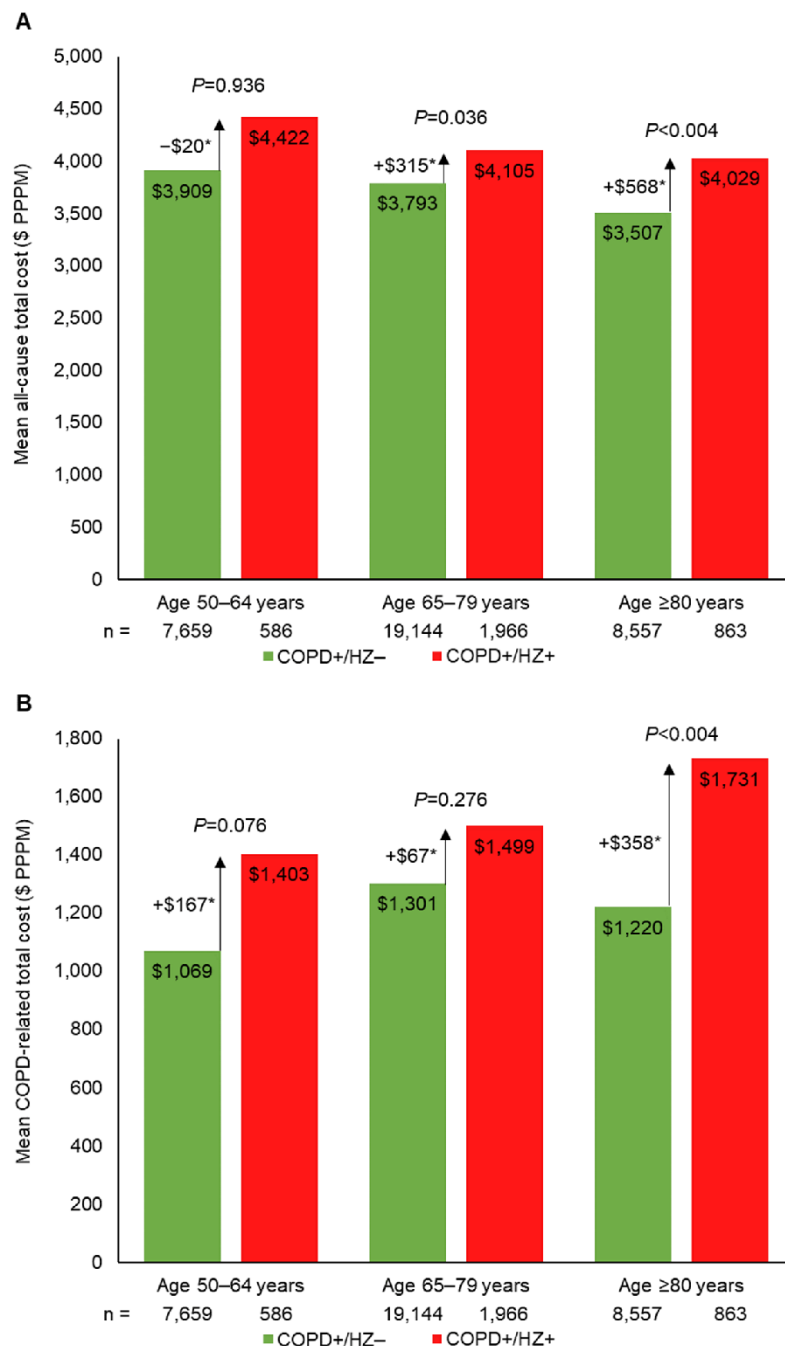 A
5,000
4,500
4,000
3,500
3,000
2,500
2,000
1,500
1,000
500
0
Mean all-cause total cost ($ PPPM)
P=0.936
P=0.036
P<0.004
−$20*
+$315*
+$568*
$3,909
$4,422
$3,793
$4,105
$3,507
$4,029
Age 50–64 years Age 65–79 years Age ≥80 years
n = 7,659 586 19,144 1,966 8,557 863
COPD+/HZ– COPD+/HZ+
B
1,800
1,600
1,400
1,200
1,000
800
600
400
200
0
Mean COPD-related total cost ($ PPPM)
P=0.076
P=0.276
P<0.004
+$167*
+$67*
+$358*
$1,069
$1,403
$1,301
$1,499
$1,220
$1,731
Age 50–64 years Age 65–79 years Age ≥80 years
n = 7,659 586 19,144 1,966 8,557 863
COPD+/HZ– COPD+/HZ+